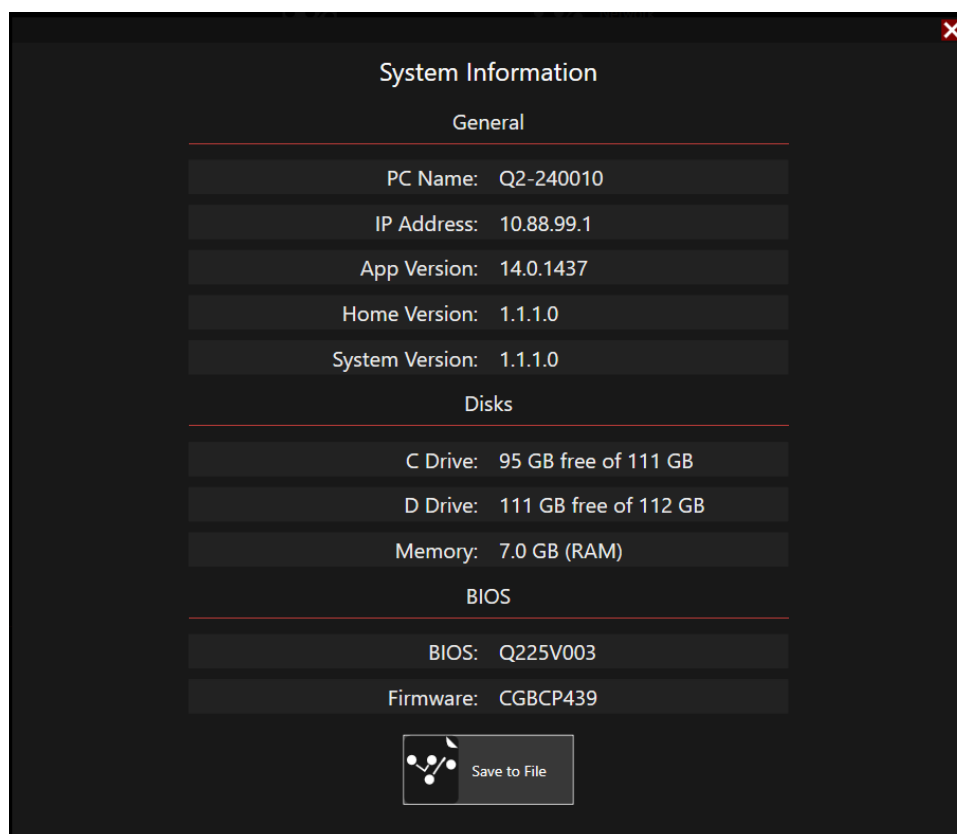 System Information
General
PC Name: Q2-240010
IP Address: 10.88.99.1
App Version: 14.0.1437
Home Version: 1.1.1.0
System Version: 1.1.1.0
Disks
C Drive: 95 GB free of 111 GB
D Drive: 111 GB free of 112 GB
Memory: 7.0 GB (RAM)
BIOS
BIOS: Q225V003
Firmware: CGBCP439
Save to File